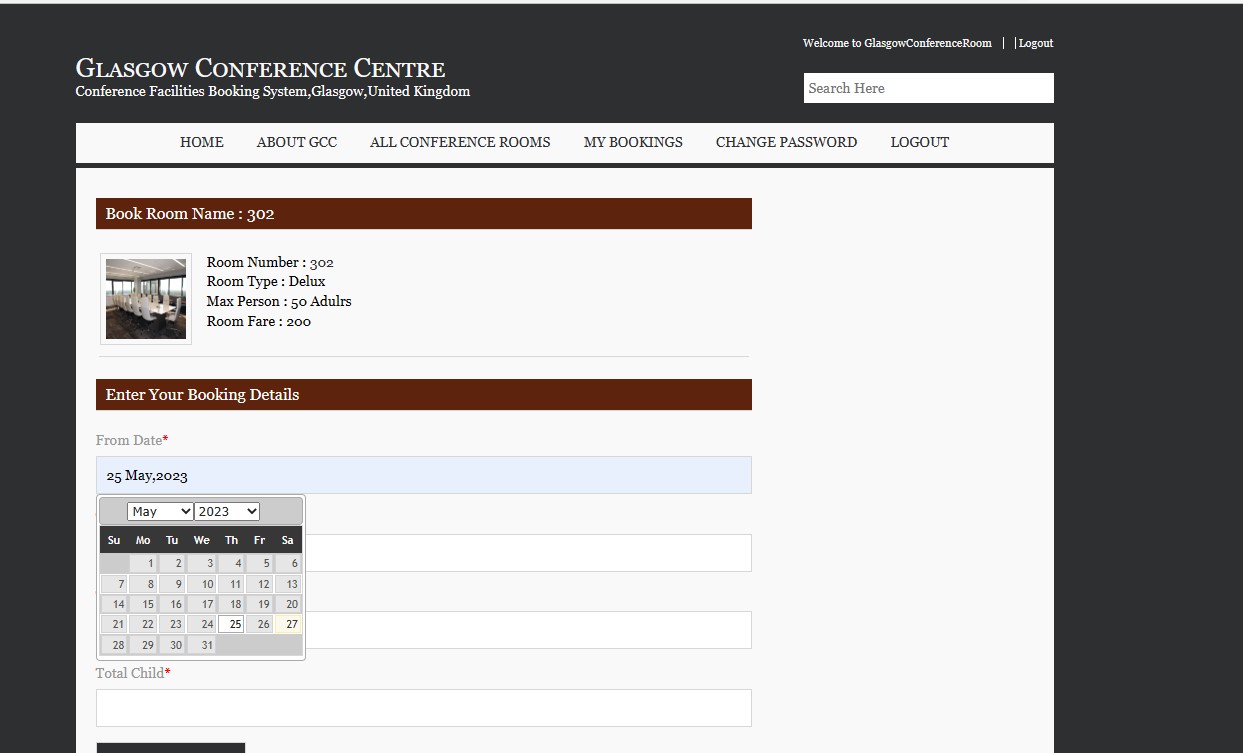 Welcome to GlasgowConferenceRoom | | Logout
GLASGOW CONFERENCE CENTRE
Conference Facilities Booking System,Glasgow,United Kingdom
Search Here
HOME ABOUT GCC ALL CONFERENCE ROOMS MY BOOKINGS CHANGE PASSWORD LOGOUT
Book Room Name : 302
Room Number : 302
Room Type : Delux
Max Person : 50 Adulrs
Room Fare : 200
Enter Your Booking Details
From Date*
25 May,2023
May 2023
Su Mo Tu We Th Fr Sa
1 2 3 4 5 6
7 8 9 10 11 12 13
14 15 16 17 18 19 20
21 22 23 24 25 26 27
28 29 30 31
Total Child*